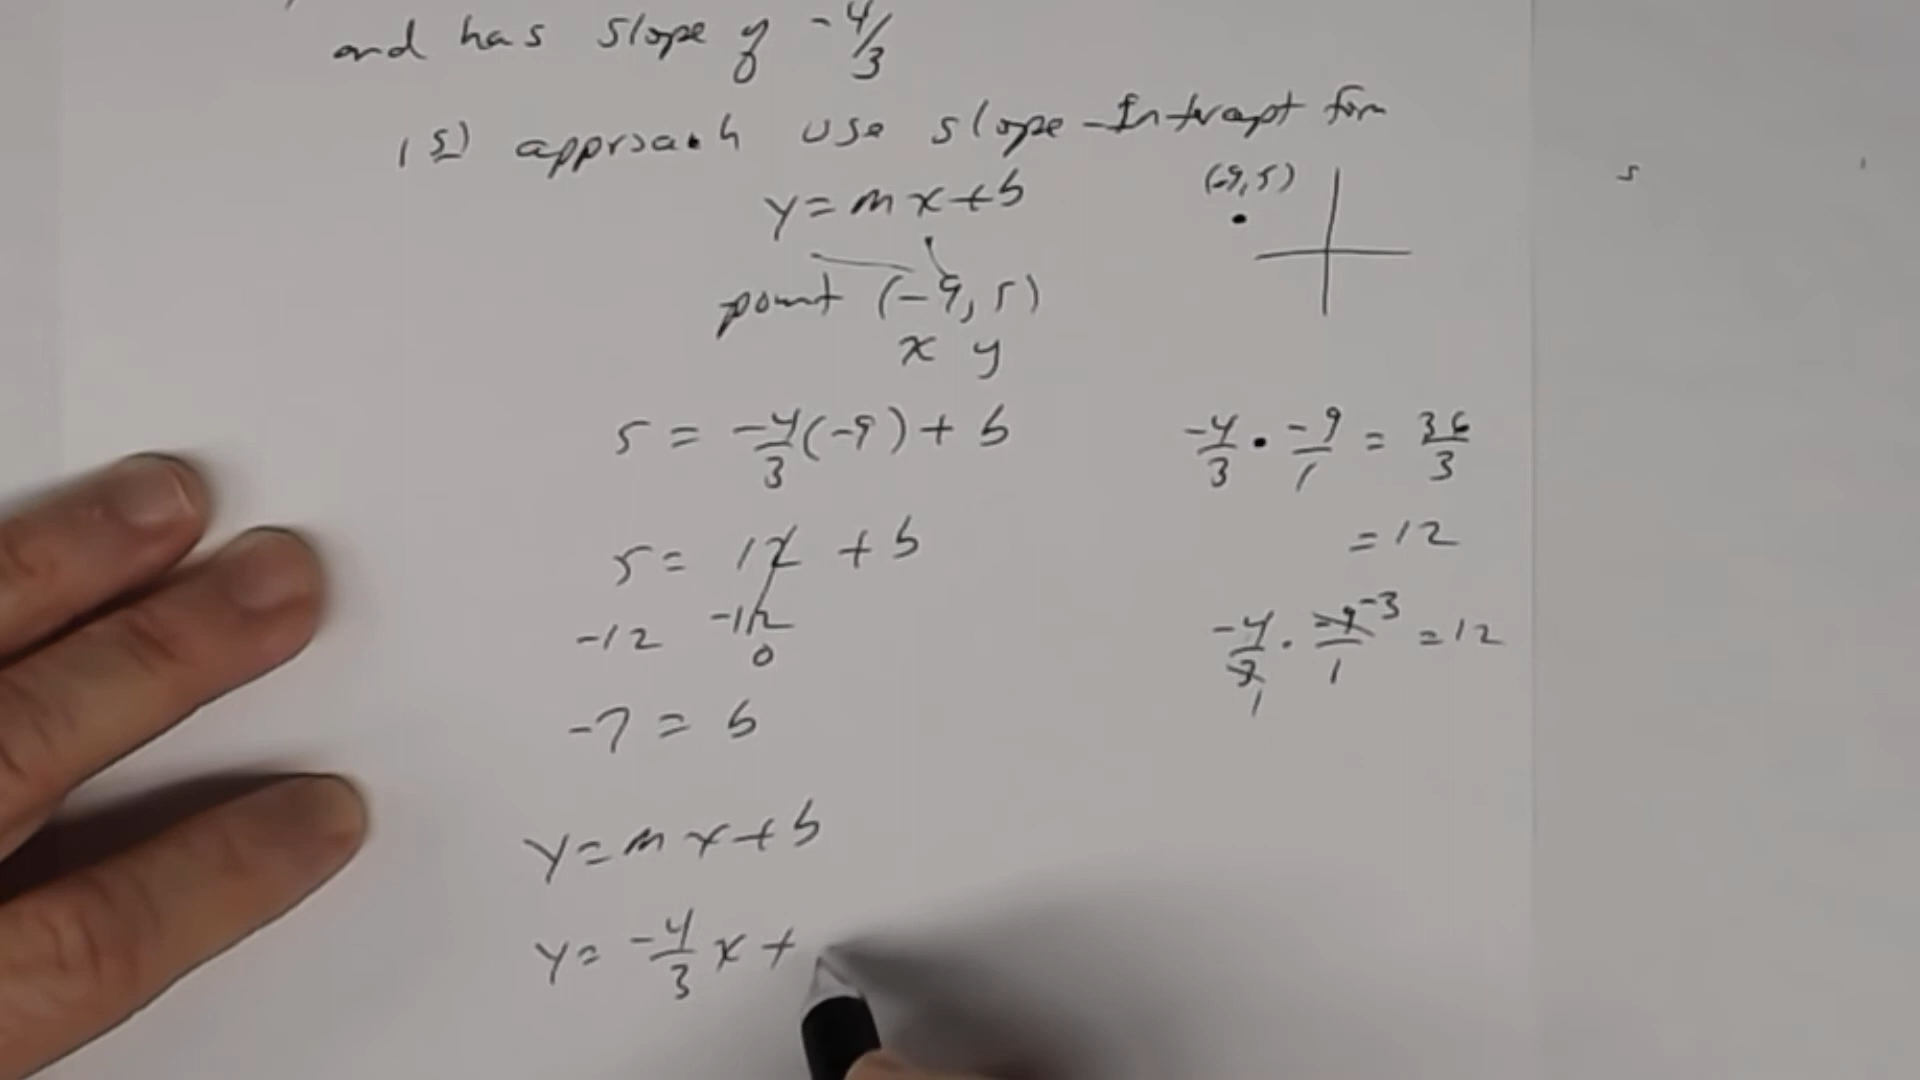 and has slope of -4/3
1st) approach use slope-Intercept form
y=mx+b
(-9,5)
s
point (-9, 5)
x y
5 = -4/3(-9) + b
-4/3 • -9/1 = 36/3
5 = 12 + b
= 12
-12 -12
0
-4/3 · -9/1 -3 = 12
1
-7 = b
y=mx+b
y= -4/3 x +